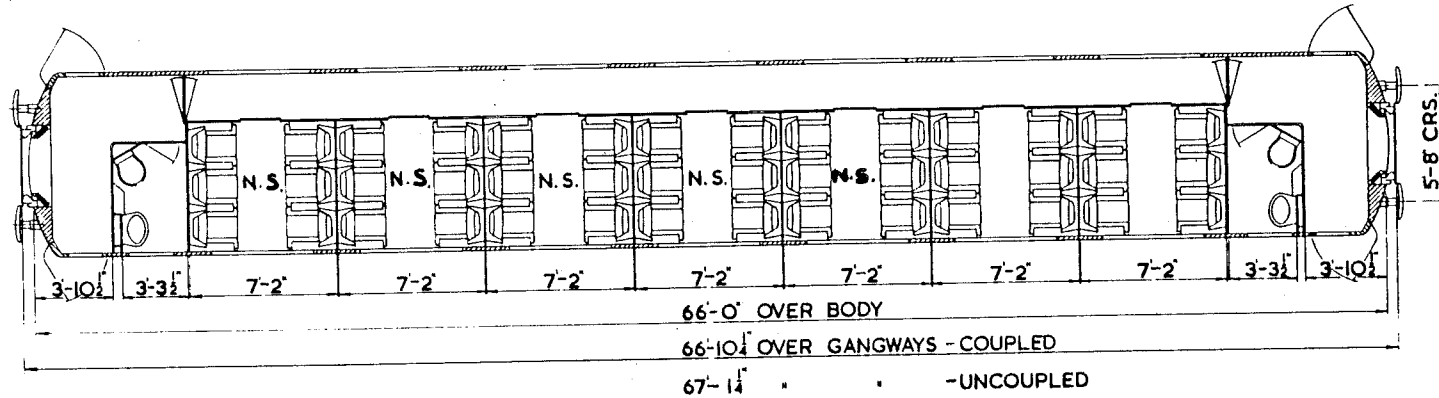 5-8 CRS.
N.S. N.S. N.S. N.S. N.S.
3'-10½" 3'-3½" 7'-2" 7'-2" 7'-2" 7'-2" 7'-2" 7'-2" 7'-2" 3'-3½" 3'-10½"
66'-0" OVER BODY
66'-10¼" OVER GANGWAYS - COUPLED
67'-1¼" " " - UNCOUPLED